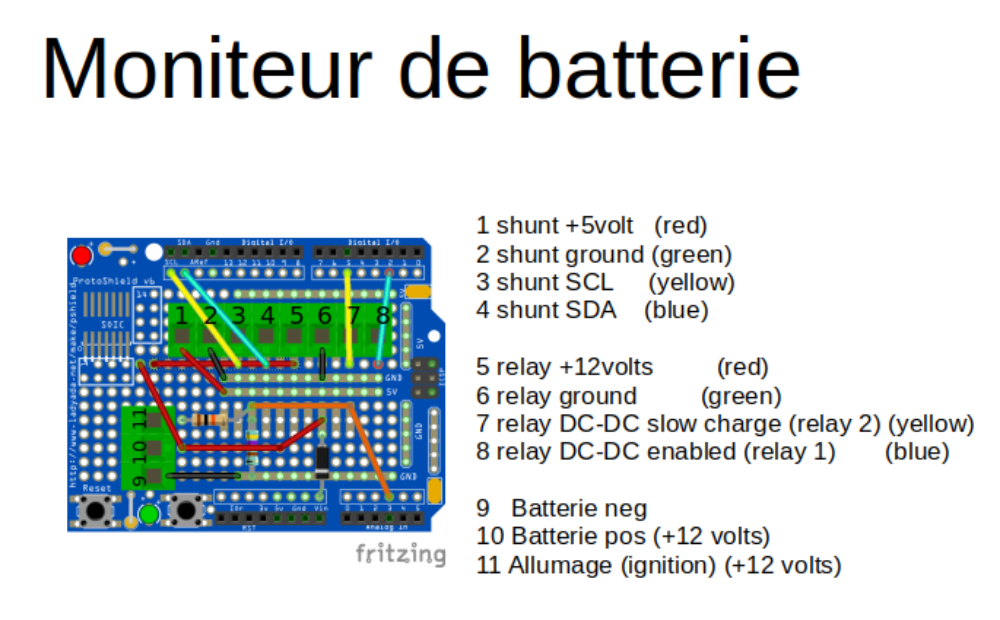 Moniteur de batterie
1 shunt +5volt (red)
2 shunt ground (green)
3 shunt SCL (yellow)
4 shunt SDA (blue)
5 relay +12volts (red)
6 relay ground (green)
7 relay DC-DC slow charge (relay 2) (yellow)
8 relay DC-DC enabled (relay 1) (blue)
9 Batterie neg
10 Batterie pos (+12 volts)
11 Allumage (ignition) (+12 volts)
SDA Gnd Digital I/O Digital I/O
SCL ARef 13 12 11 10 9 8 7 6 5 4 3 2 1 0
ProtoShield v6
14
SOIC
1 2 3 4 5 6 7 8
5V
5V
ICSP
GND
5V
11
10
9
GND
GND
http://www.ladyada.net/make/pshield
Reset
3v 5v Gnd Vin 0 1 2 3 4 5
RST Analog in
fritzing